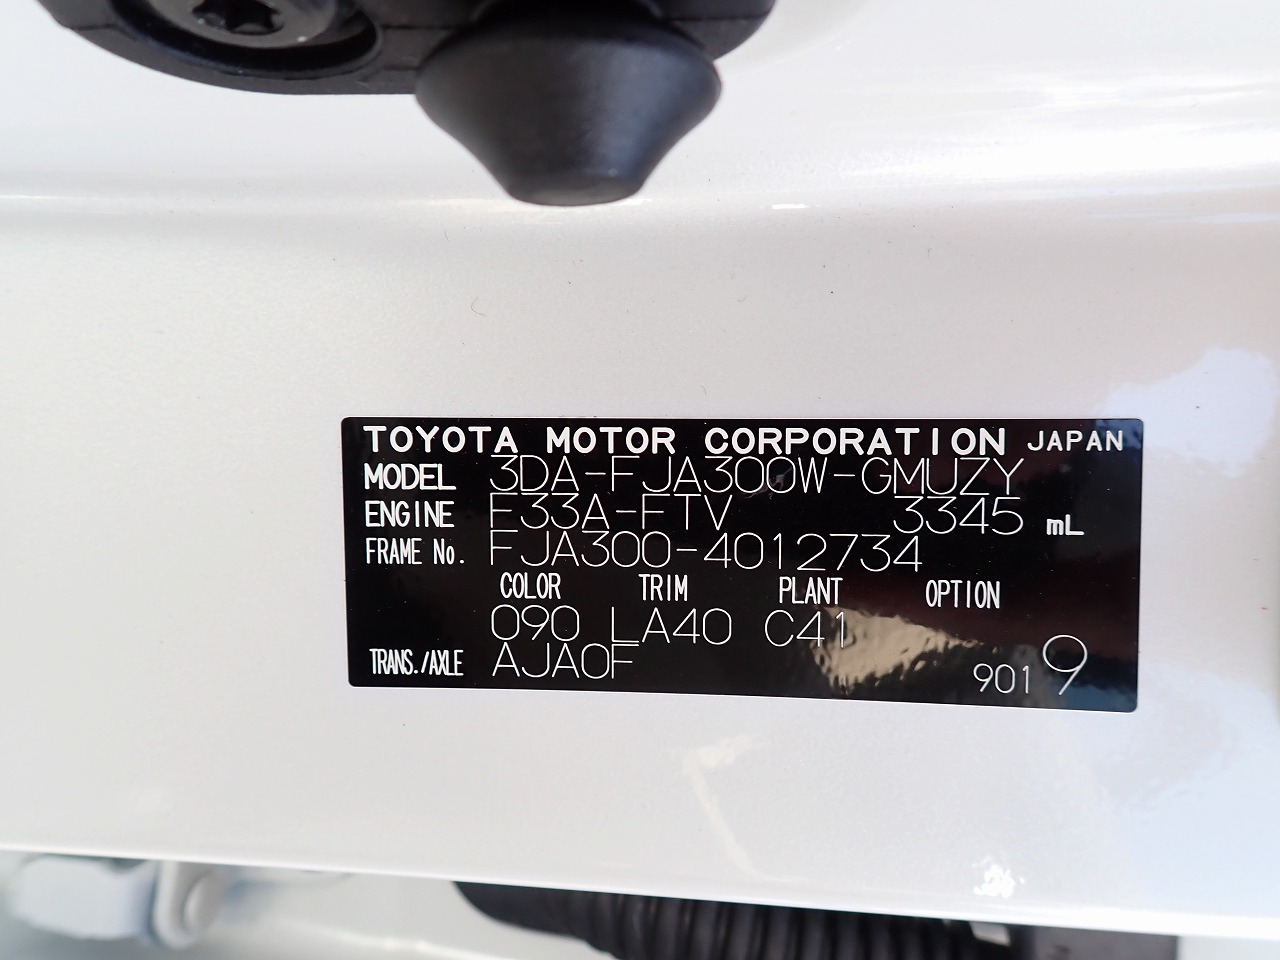 TOYOTA MOTOR CORPORATION JAPAN
MODEL 3DA-FJA300W-GMUZY
ENGINE F33A-FTV 3345 mL
FRAME No. FJA300-4012734
COLOR TRIM PLANT OPTION
090 LA40 C41
TRANS./AXLE AJA0F 9019